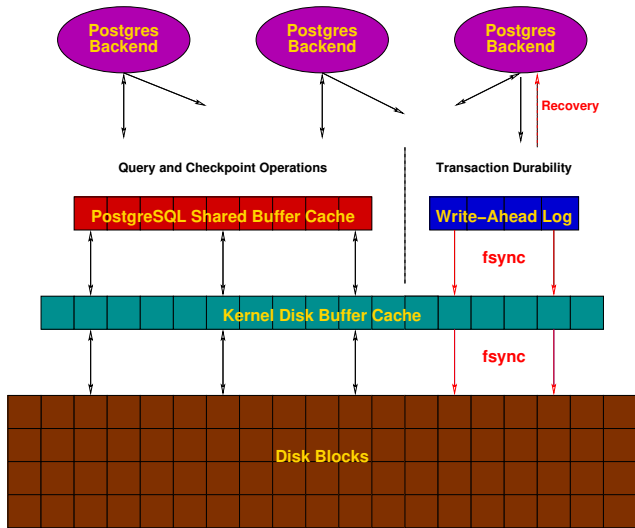 Postgres
Backend
Postgres
Backend
Postgres
Backend
Recovery
Query and Checkpoint Operations
Transaction Durability
PostgreSQL Shared Buffer Cache
Write−Ahead Log
fsync
Kernel Disk Buffer Cache
fsync
Disk Blocks